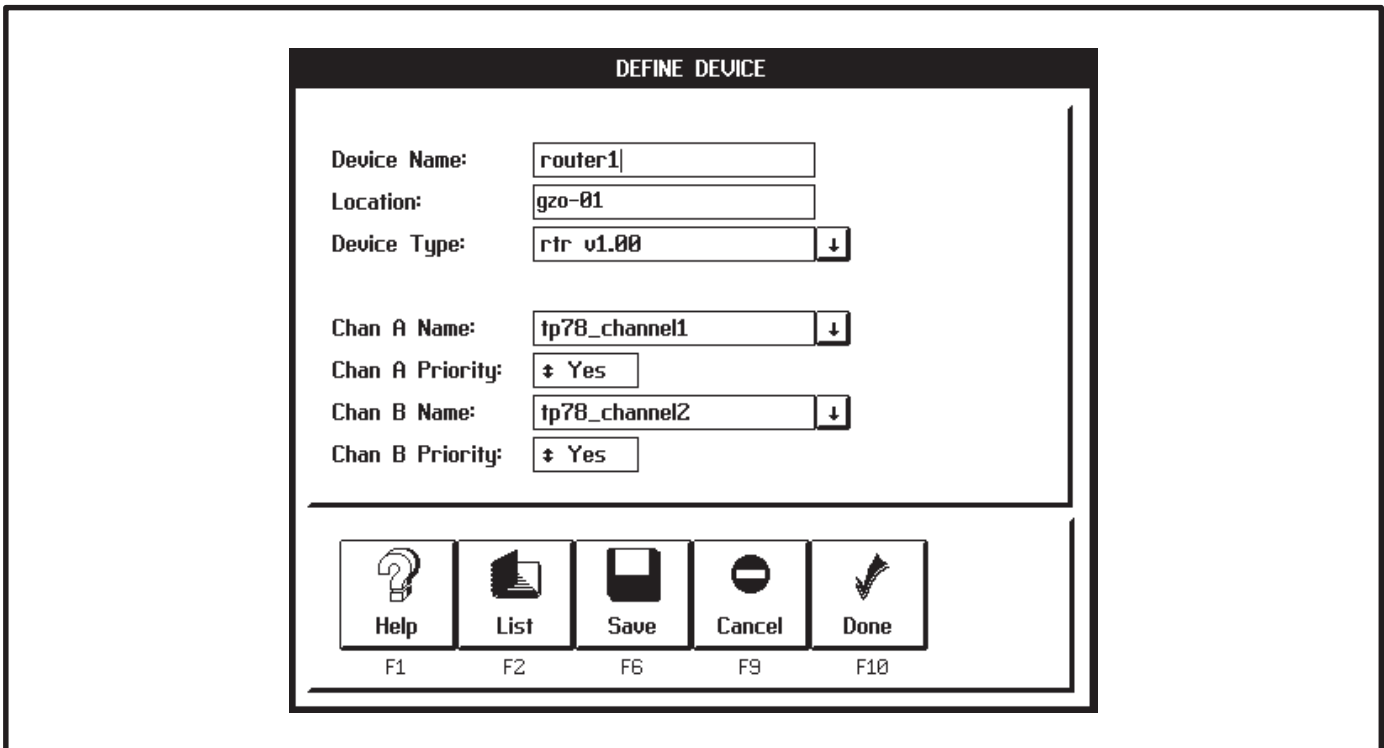 DEFINE DEVICE
Device Name: router1
Location: gzo-01
Device Type: rtr v1.00
Chan A Name: tp78_channel1
Chan A Priority: Yes
Chan B Name: tp78_channel2
Chan B Priority: Yes
Help List Save Cancel Done
F1 F2 F6 F9 F10